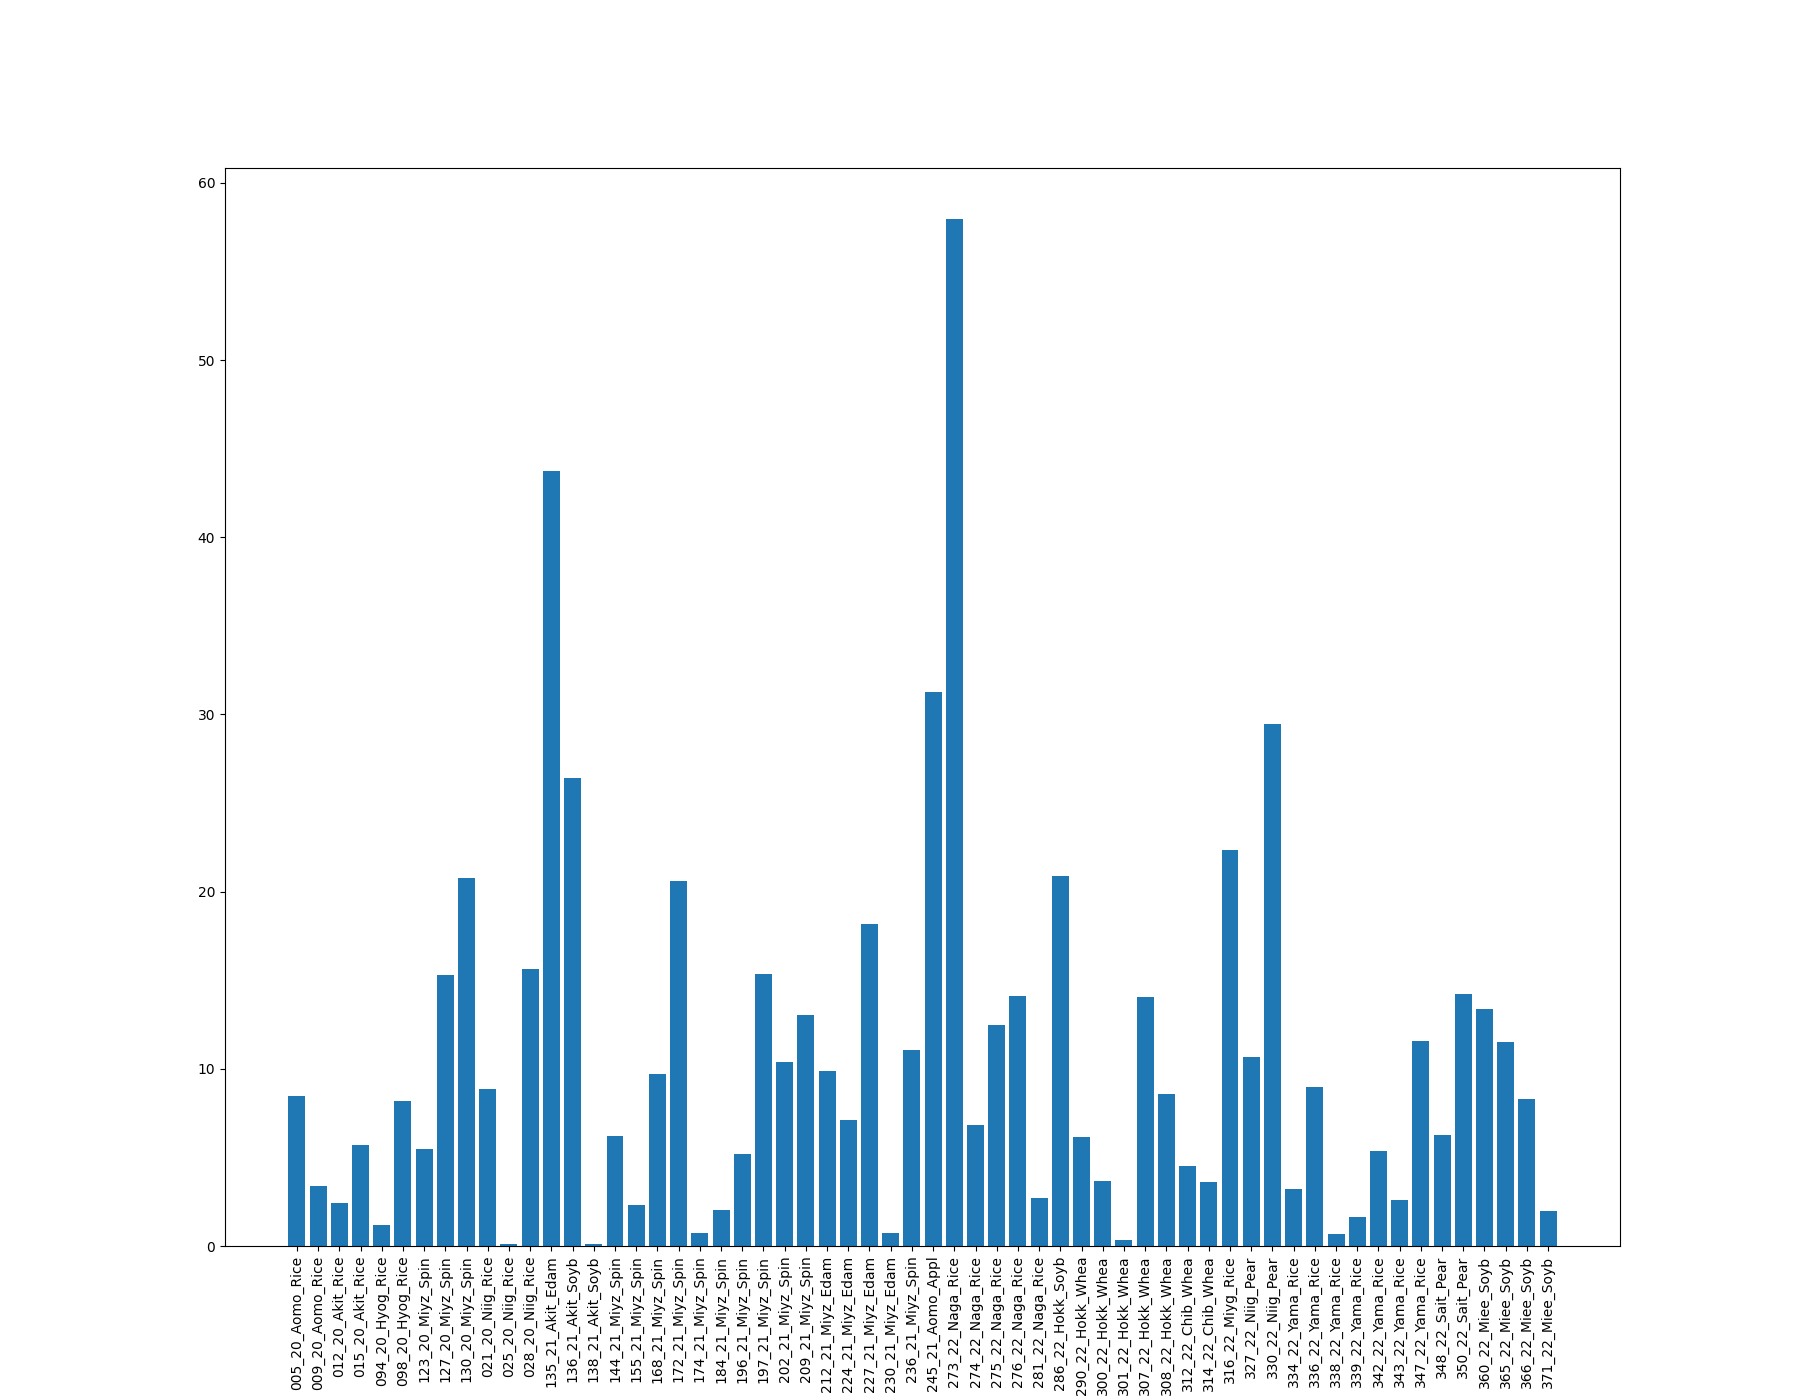 60
50
40
30
20
10
0
005_20_Aomo_Rice
009_20_Aomo_Rice
012_20_Akit_Rice
015_20_Akit_Rice
094_20_Hyog_Rice
098_20_Hyog_Rice
123_20_Miyz_Spin
127_20_Miyz_Spin
130_20_Miyz_Spin
021_20_Niig_Rice
025_20_Niig_Rice
028_20_Niig_Rice
135_21_Akit_Edam
136_21_Akit_Soyb
138_21_Akit_Soyb
144_21_Miyz_Spin
155_21_Miyz_Spin
168_21_Miyz_Spin
172_21_Miyz_Spin
174_21_Miyz_Spin
184_21_Miyz_Spin
196_21_Miyz_Spin
197_21_Miyz_Spin
202_21_Miyz_Spin
209_21_Miyz_Spin
212_21_Miyz_Edam
224_21_Miyz_Edam
227_21_Miyz_Edam
230_21_Miyz_Edam
236_21_Miyz_Spin
245_21_Aomo_Appl
273_22_Naga_Rice
274_22_Naga_Rice
275_22_Naga_Rice
276_22_Naga_Rice
281_22_Naga_Rice
286_22_Hokk_Soyb
290_22_Hokk_Whea
300_22_Hokk_Whea
301_22_Hokk_Whea
307_22_Hokk_Whea
308_22_Hokk_Whea
312_22_Chib_Whea
314_22_Chib_Whea
316_22_Miyg_Rice
327_22_Niig_Pear
330_22_Niig_Pear
334_22_Yama_Rice
336_22_Yama_Rice
338_22_Yama_Rice
339_22_Yama_Rice
342_22_Yama_Rice
343_22_Yama_Rice
347_22_Yama_Rice
348_22_Sait_Pear
350_22_Sait_Pear
360_22_Miee_Soyb
365_22_Miee_Soyb
366_22_Miee_Soyb
371_22_Miee_Soyb